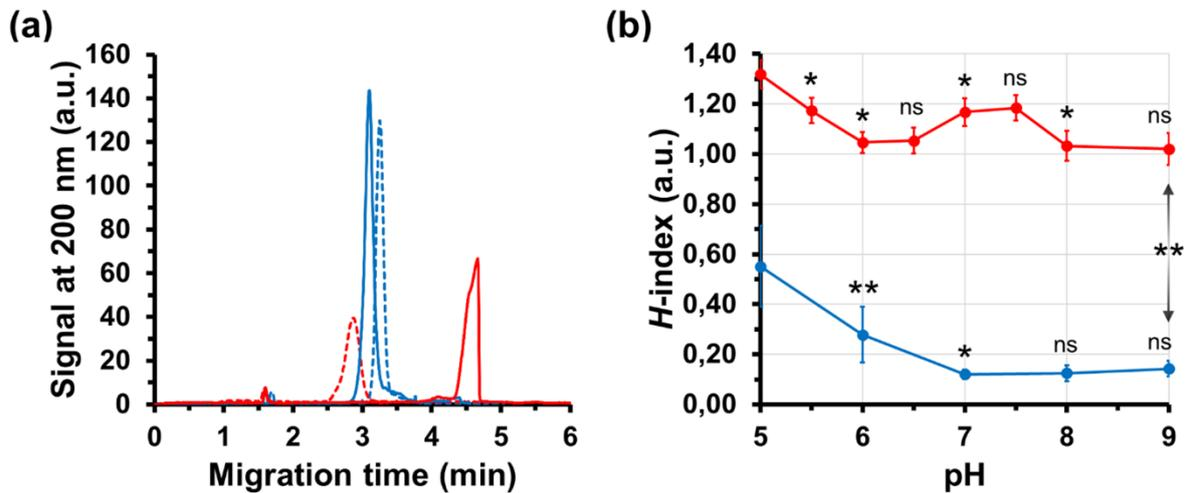 (a)
Signal at 200 nm (a.u.)
160
140
120
100
80
60
40
20
0
0 1 2 3 4 5 6
Migration time (min)
(b)
H-index (a.u.)
1,40
1,20
1,00
0,80
0,60
0,40
0,20
0,00
* * ns * * ns
**
** * ns ns
5 6 7 8 9
pH